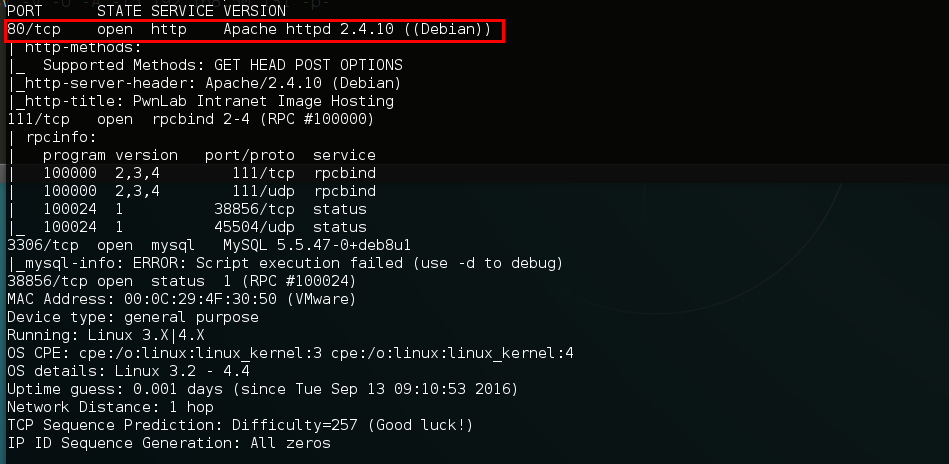 PORT     STATE SERVICE VERSION
80/tcp    open  http    Apache httpd 2.4.10 ((Debian))
| http-methods:
|_  Supported Methods: GET HEAD POST OPTIONS
|_http-server-header: Apache/2.4.10 (Debian)
|_http-title: PwnLab Intranet Image Hosting
111/tcp   open  rpcbind 2-4 (RPC #100000)
| rpcinfo:
|   program version   port/proto  service
|   100000  2,3,4        111/tcp  rpcbind
|   100000  2,3,4        111/udp  rpcbind
|   100024  1          38856/tcp  status
|_  100024  1          45504/udp  status
3306/tcp  open  mysql   MySQL 5.5.47-0+deb8u1
|_mysql-info: ERROR: Script execution failed (use -d to debug)
38856/tcp open  status  1 (RPC #100024)
MAC Address: 00:0C:29:4F:30:50 (VMware)
Device type: general purpose
Running: Linux 3.X|4.X
OS CPE: cpe:/o:linux:linux_kernel:3 cpe:/o:linux:linux_kernel:4
OS details: Linux 3.2 - 4.4
Uptime guess: 0.001 days (since Tue Sep 13 09:10:53 2016)
Network Distance: 1 hop
TCP Sequence Prediction: Difficulty=257 (Good luck!)
IP ID Sequence Generation: All zeros